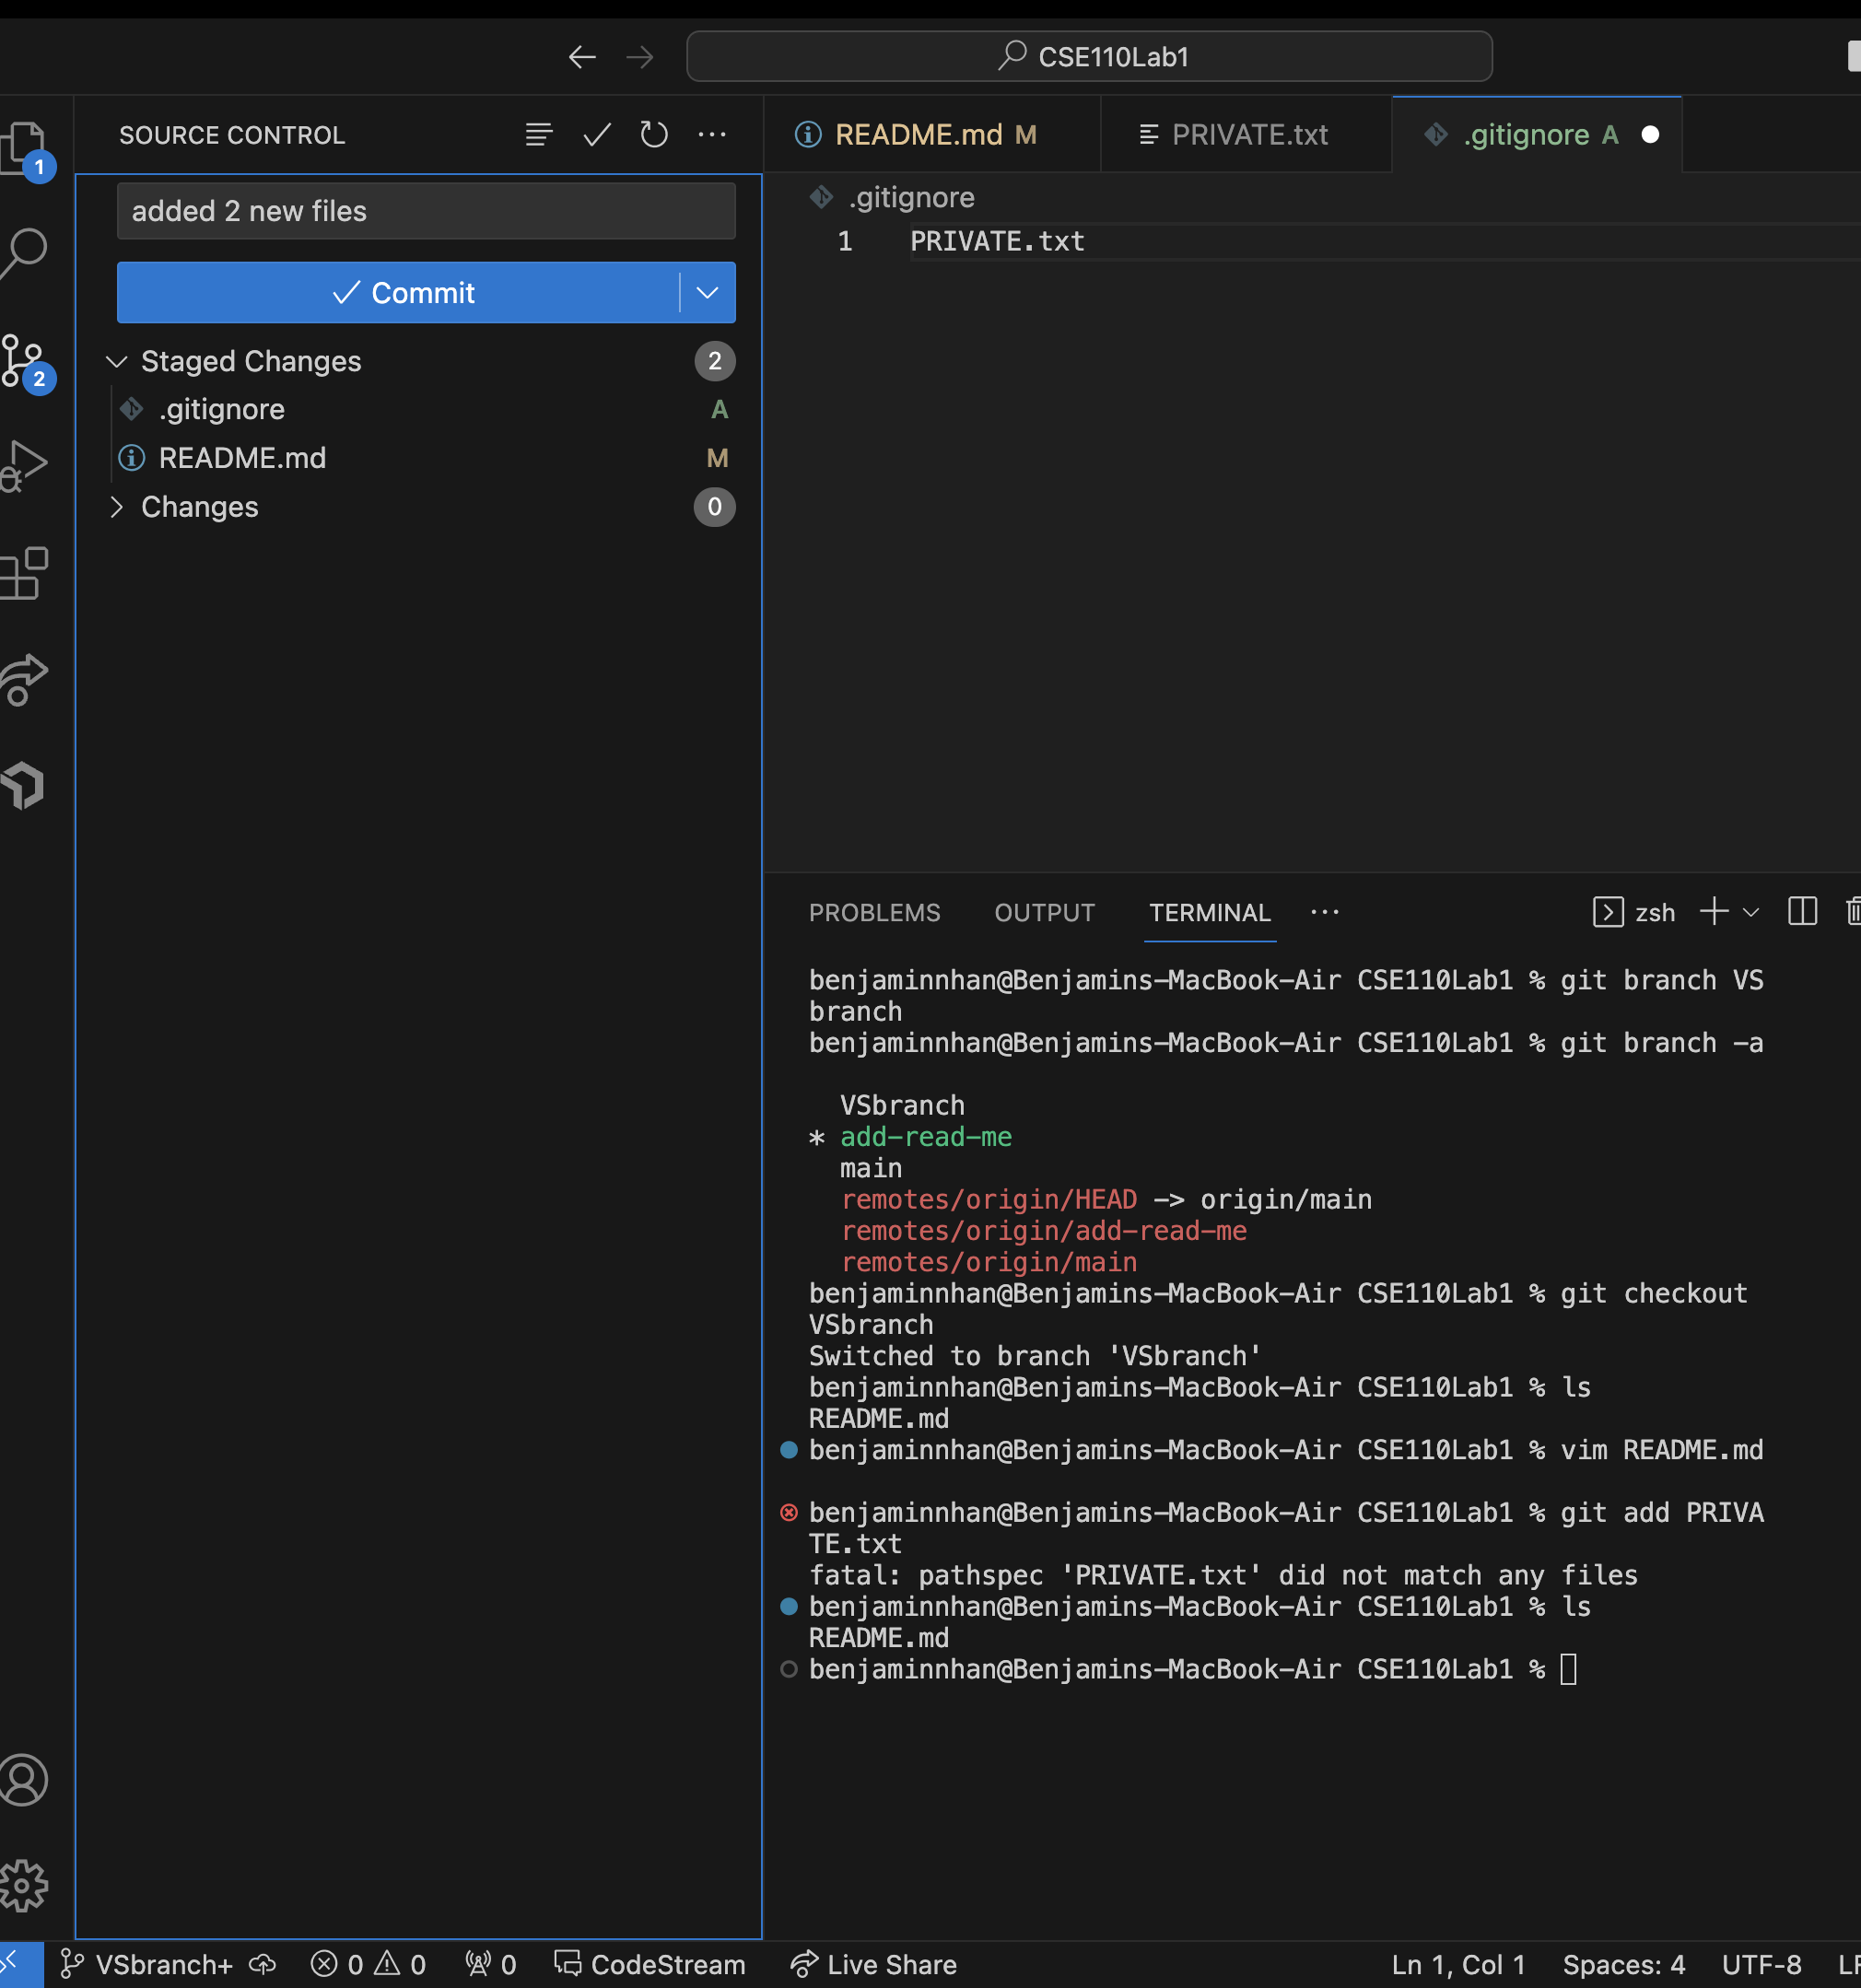 CSE110Lab1
1
2
SOURCE CONTROL
added 2 new files
Commit
Staged Changes 2
.gitignore A
README.md M
Changes 0
README.md M
PRIVATE.txt
.gitignore A
.gitignore
1 PRIVATE.txt
PROBLEMS OUTPUT TERMINAL ... zsh
benjaminnhan@Benjamins-MacBook-Air CSE110Lab1 % git branch VS
branch
benjaminnhan@Benjamins-MacBook-Air CSE110Lab1 % git branch -a
VSbranch
* add-read-me
main
remotes/origin/HEAD -> origin/main
remotes/origin/add-read-me
remotes/origin/main
benjaminnhan@Benjamins-MacBook-Air CSE110Lab1 % git checkout
VSbranch
Switched to branch 'VSbranch'
benjaminnhan@Benjamins-MacBook-Air CSE110Lab1 % ls
README.md
benjaminnhan@Benjamins-MacBook-Air CSE110Lab1 % vim README.md
benjaminnhan@Benjamins-MacBook-Air CSE110Lab1 % git add PRIVA
TE.txt
fatal: pathspec 'PRIVATE.txt' did not match any files
benjaminnhan@Benjamins-MacBook-Air CSE110Lab1 % ls
README.md
benjaminnhan@Benjamins-MacBook-Air CSE110Lab1 %
VSbranch+ 0 0 0 CodeStream Live Share Ln 1, Col 1 Spaces: 4 UTF-8